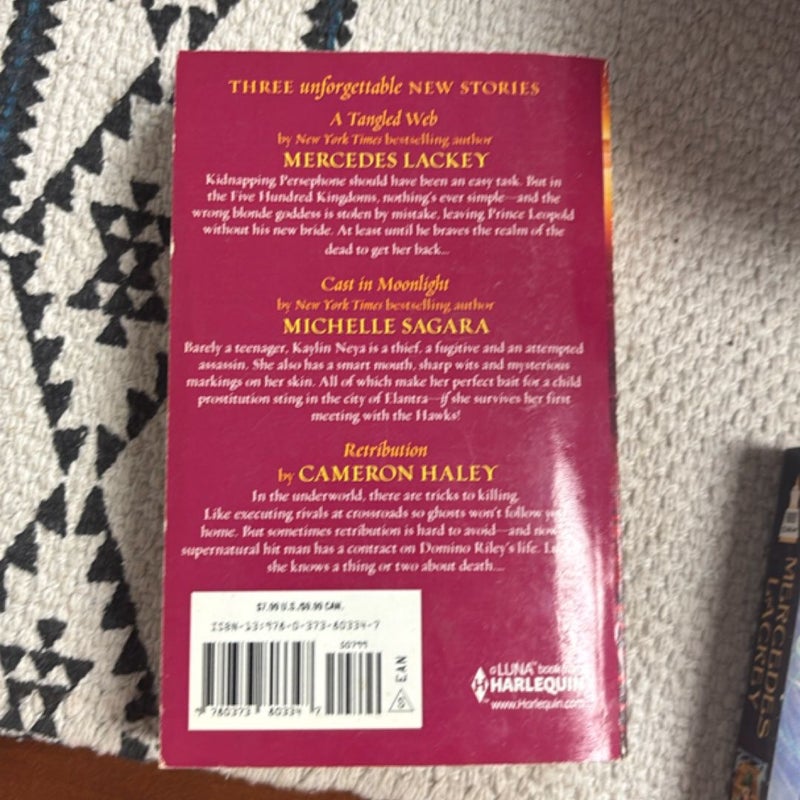 THREE unforgettable NEW STORIES
A Tangled Web
by New York Times bestselling author
MERCEDES LACKEY
Kidnapping Persephone should have been an easy task. But in
the Five Hundred Kingdoms, nothing's ever simple—and the
wrong blonde goddess is stolen by mistake, leaving Prince Leopold
without his new bride. At least until he braves the realm of the
dead to get her back...
Cast in Moonlight
by New York Times bestselling author
MICHELLE SAGARA
Barely a teenager, Kaylin Neya is a thief, a fugitive and an attempted
assassin. She also has a smart mouth, sharp wits and mysterious
markings on her skin. All of which make her perfect bait for a child
prostitution sting in the city of Elantra—if she survives her first
meeting with the Hawks!
Retribution
by CAMERON HALEY
In the underworld, there are tricks to killing.
Like executing rivals at crossroads so ghosts won't follow
home. But sometimes retribution is hard to avoid—and
supernatural hit man has a contract on Domino Riley's life.
she knows a thing or two about death...
$7.99 U.S./$9.99 CAN.
ISBN-13: 978-0-373-60334-7
50799
9 780373 603347
EAN
LUNA™ book
HARLEQUIN
www.Harlequin.com
MERCEDES
LACKEY